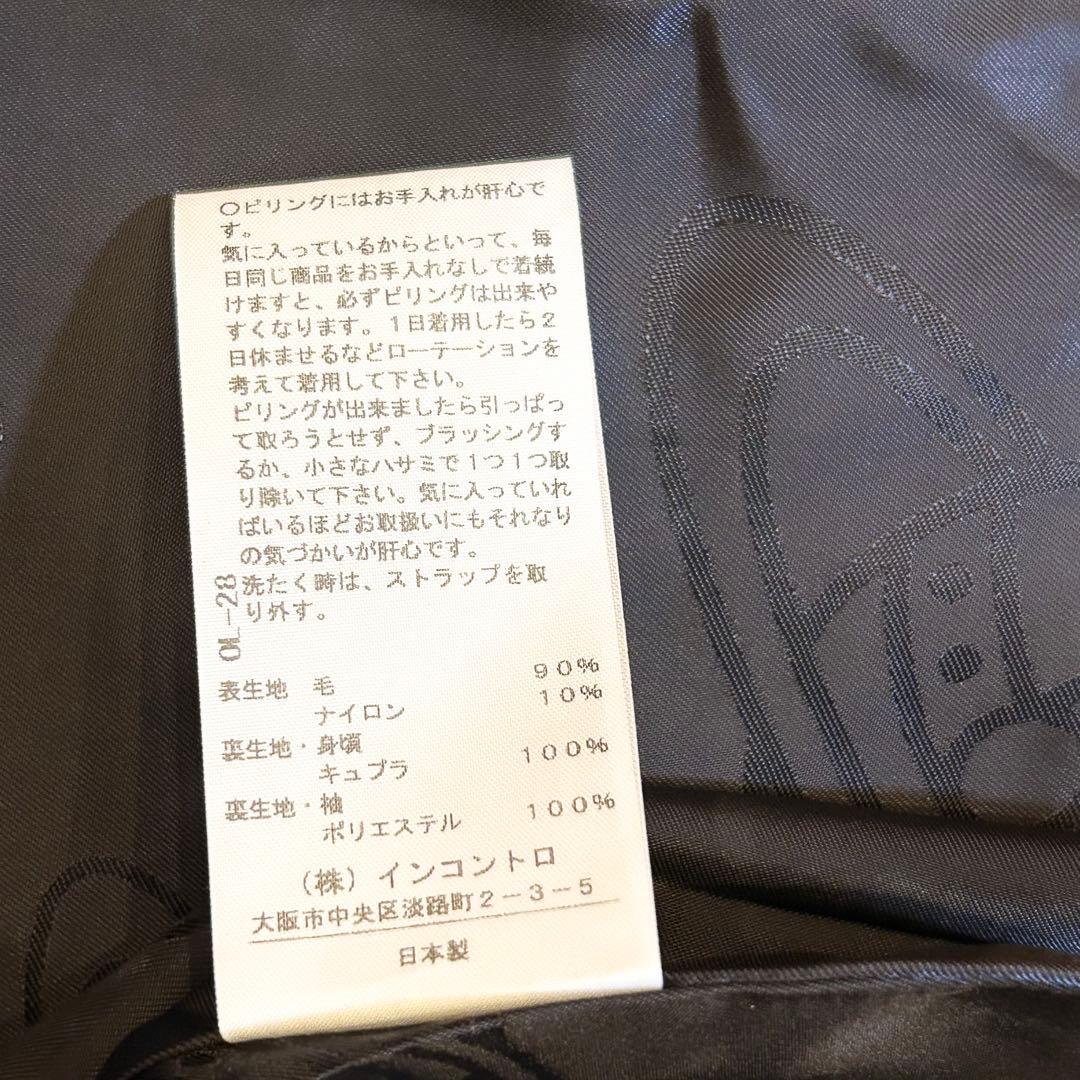 ○ピリングにはお手入れが肝心で
す。
気に入っているからといって、毎
日同じ商品をお手入れなしで着続
けますと、必ずピリングは出来や
すくなります。1日着用したら2
日休ませるなどローテーションを
考えて着用して下さい。
ピリングが出来ましたら引っぱっ
て取ろうとせず、ブラッシングす
るか、小さなハサミで1つ1つ取
り除いて下さい。気に入っていれ
ばいるほどお取扱いにもそれなり
の気づかいが肝心です。
洗たく時は、ストラップを取
り外す。
OL-28
表生地 毛 90%
ナイロン 10%
裏生地・身頃
キュプラ 100%
裏生地・袖
ポリエステル 100%
(株)インコントロ
大阪市中央区淡路町2-3-5
日本製